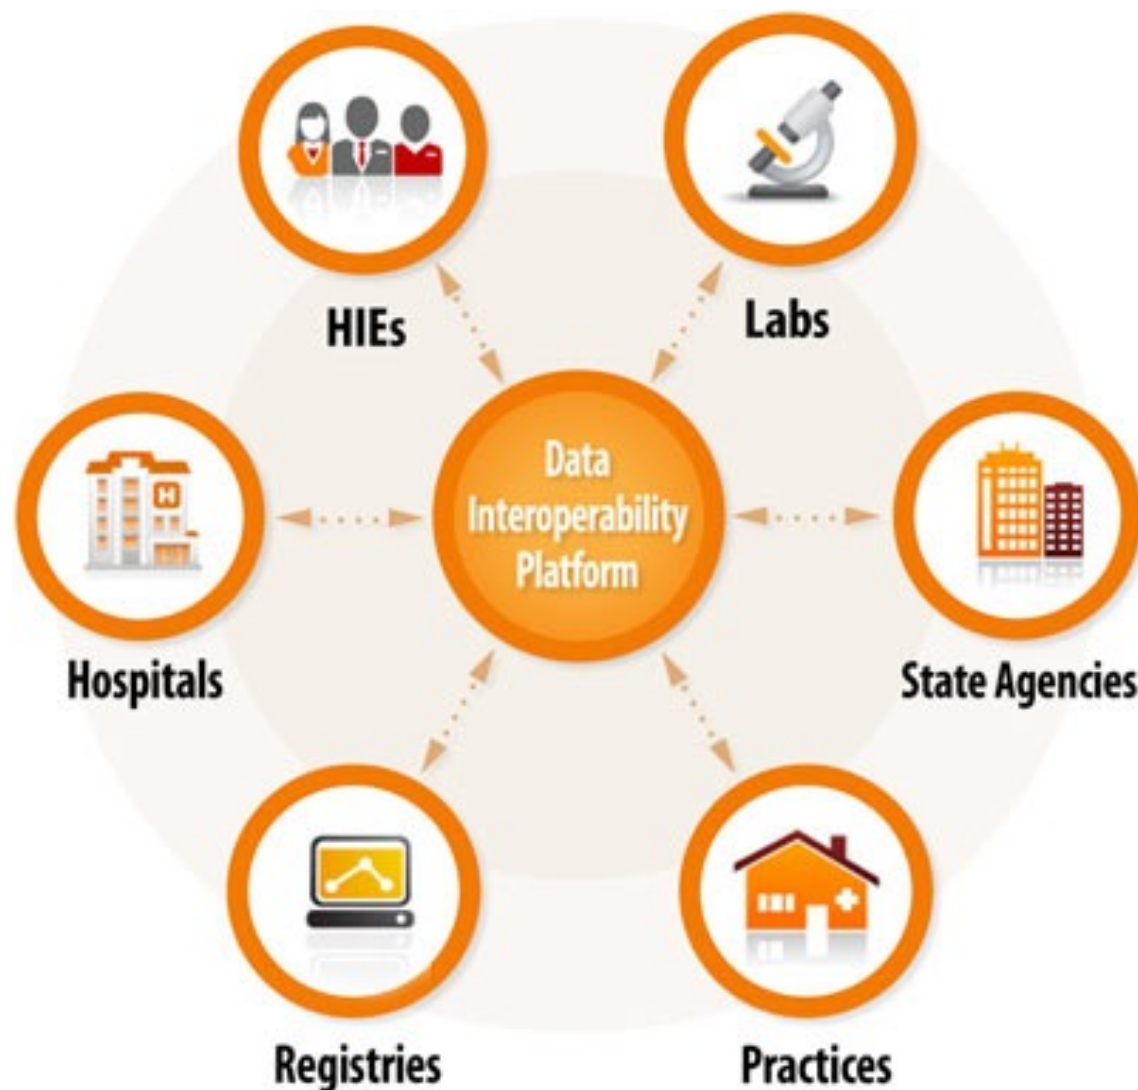 HIEs
Labs
Data
Interoperability
Platform
H
Hospitals
State Agencies
Registries
Practices